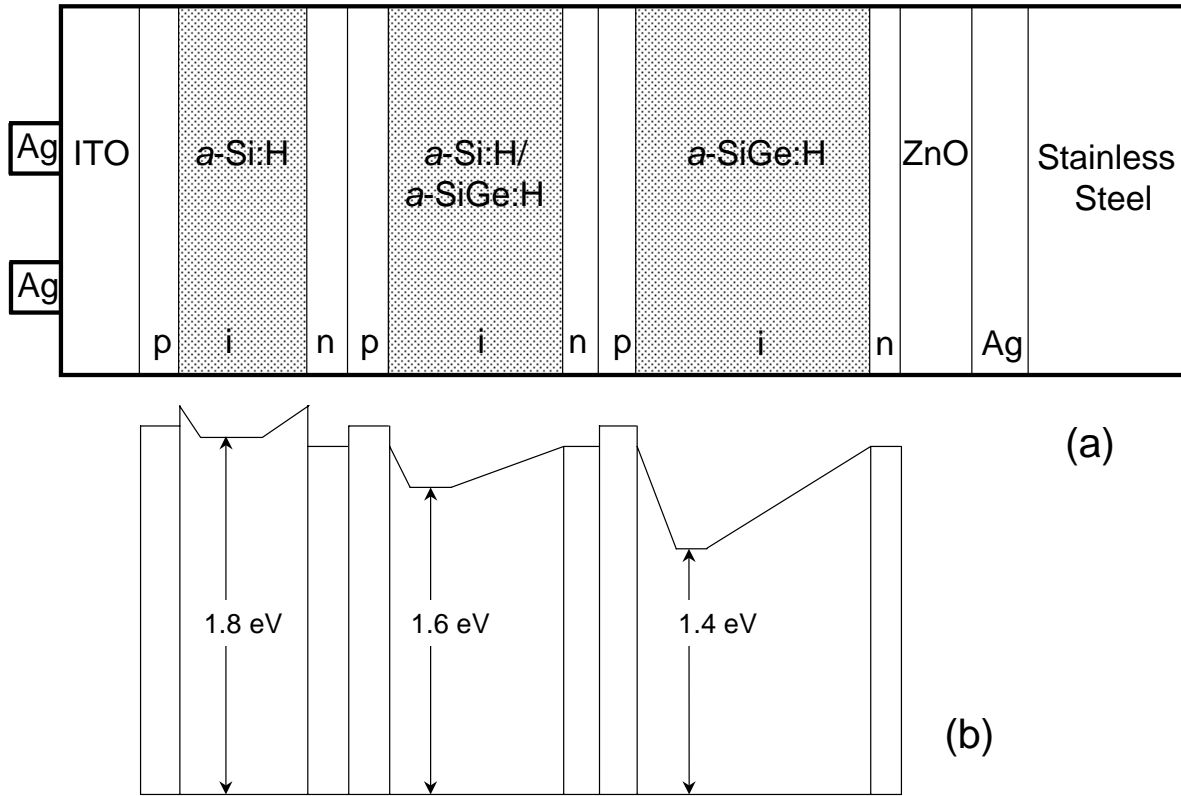 Ag
ITO
a-Si:H
a-Si:H/
a-SiGe:H
a-SiGe:H
ZnO
Stainless
Steel
Ag
p
i
n
p
i
n
p
i
n
Ag
(a)
1.8 eV
1.6 eV
1.4 eV
(b)